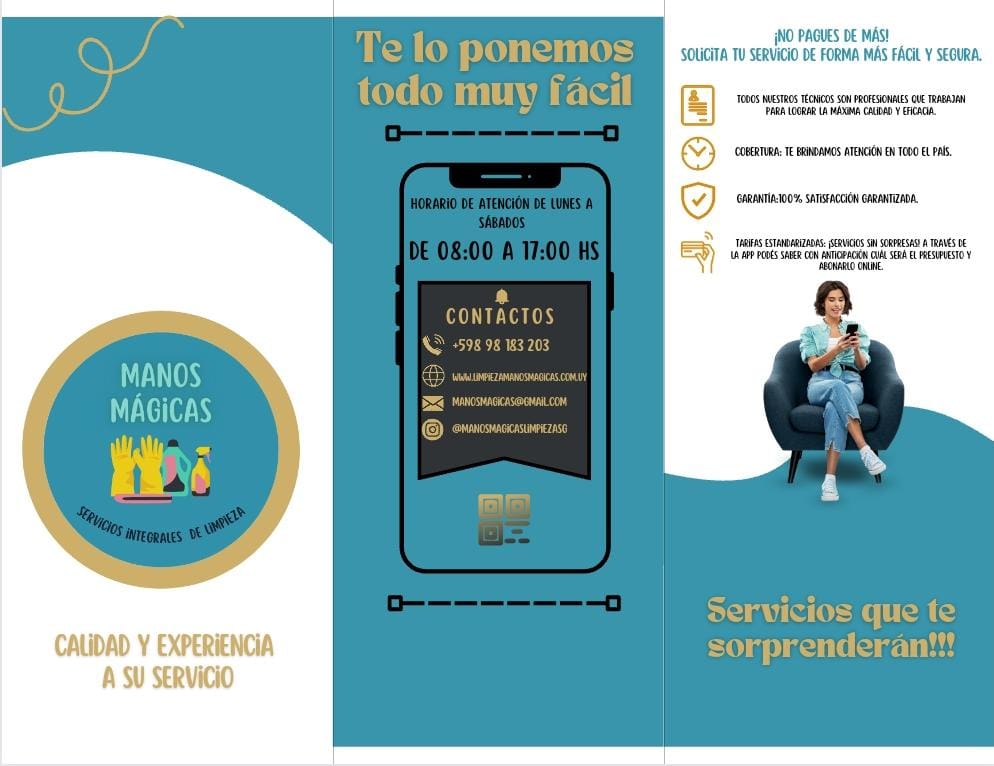 MANOS
MÁGICAS
SERVICIOS INTEGRALES DE LIMPIEZA
CALIDAD Y EXPERIENCIA
A SU SERVICIO
Te lo ponemos
todo muy fácil
HORARIO DE ATENCIÓN DE LUNES A
SÁBADOS
DE 08:00 A 17:00 HS
CONTACTOS
+598 98 183 203
WWW.LIMPIEZAMANOSMAGICAS.COM.UY
MANOSMAGICAS@GMAIL.COM
@MANOSMAGICASLIMPIEZASG
¡NO PAGUES DE MÁS!
SOLICITA TU SERVICIO DE FORMA MÁS FÁCIL Y SEGURA.
TODOS NUESTROS TÉCNICOS SON PROFESIONALES QUE TRABAJAN
PARA LOGRAR LA MÁXIMA CALIDAD Y EFICACIA.
COBERTURA: TE BRINDAMOS ATENCIÓN EN TODO EL PAÍS.
GARANTÍA:100% SATISFACCIÓN GARANTIZADA.
TARIFAS ESTANDARIZADAS: ¡SERVICIOS SIN SORPRESAS! A TRAVÉS DE
LA APP PODÉS SABER CON ANTICIPACIÓN CUÁL SERÁ EL PRESUPUESTO Y
ABONARLO ONLINE.
Servicios que te
sorprenderán!!!